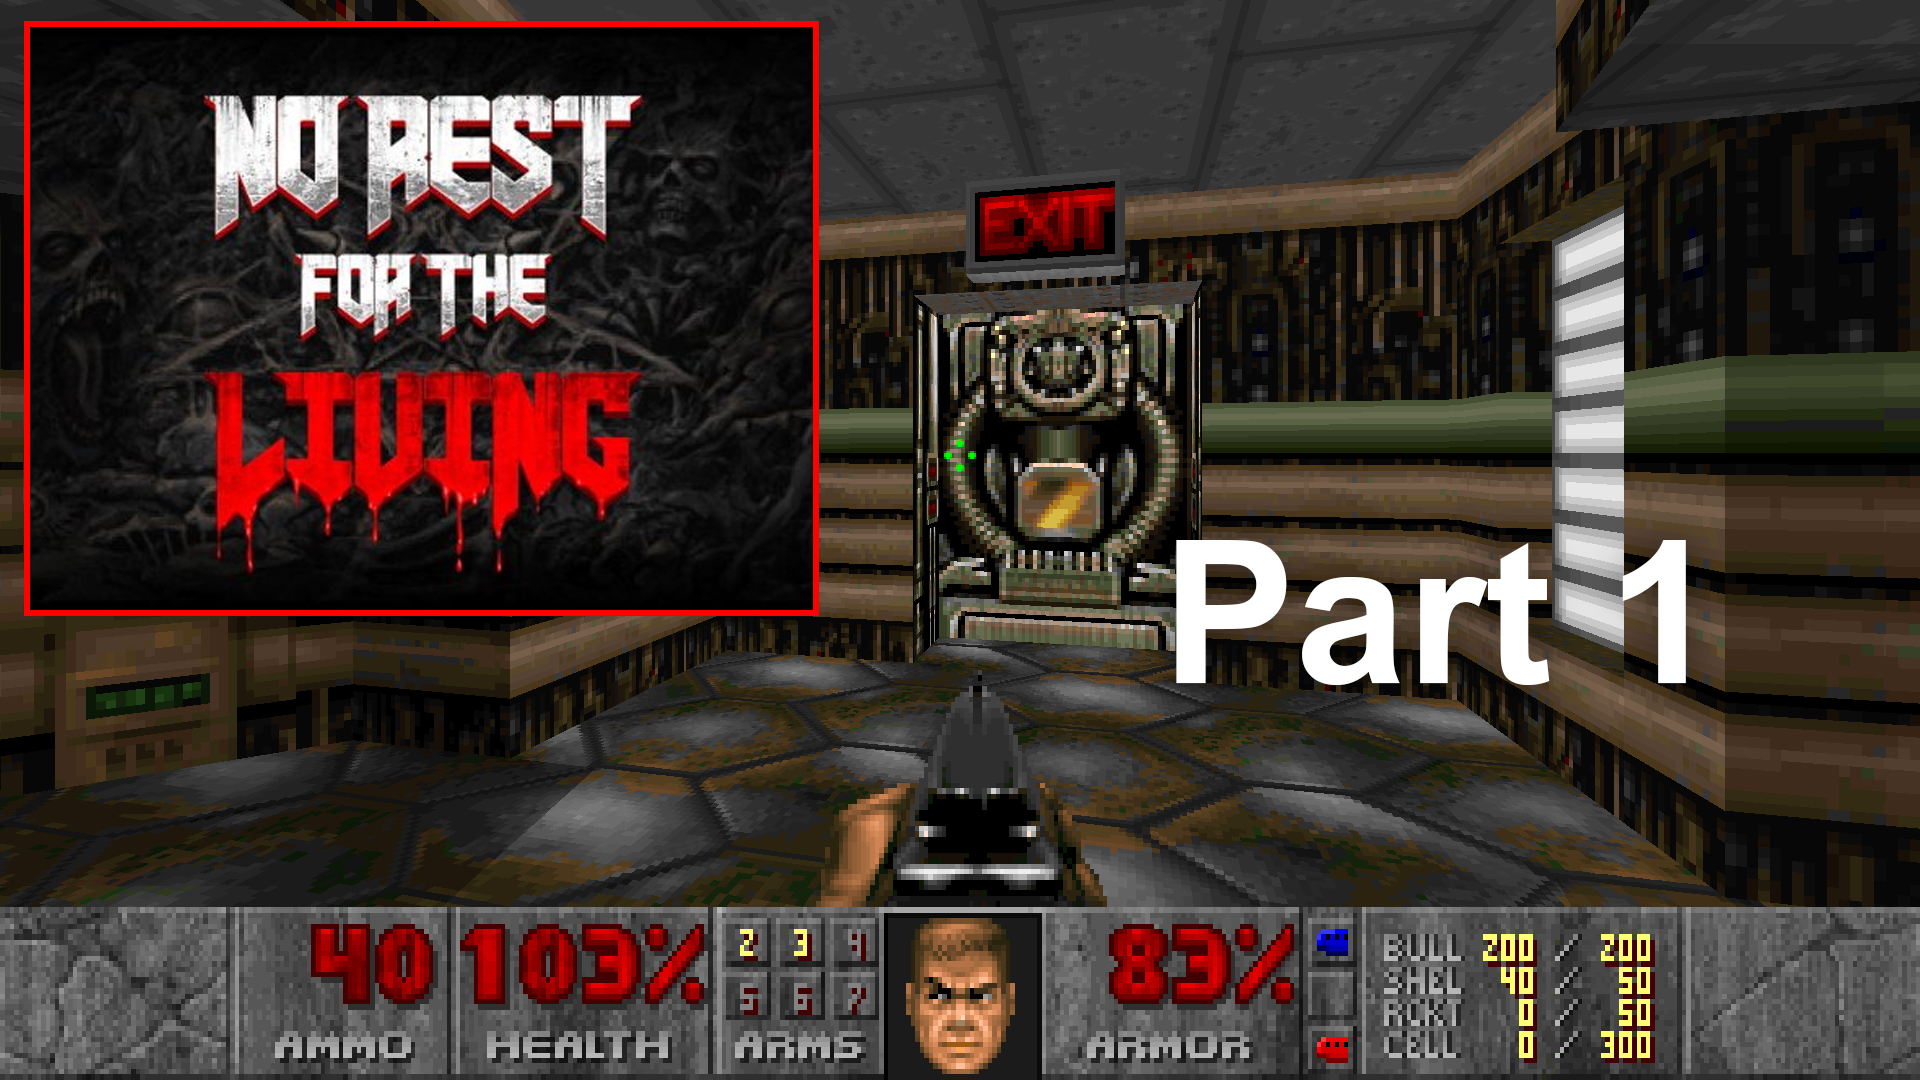 NO REST
FOR THE
LIVING
EXIT
Part 1
40
AMMO
103%
HEALTH
2 3 4
5 6 7
ARMS
83%
ARMOR
BULL 200 / 200
SHEL 40 / 50
RCKT 0 / 50
CELL 0 / 300